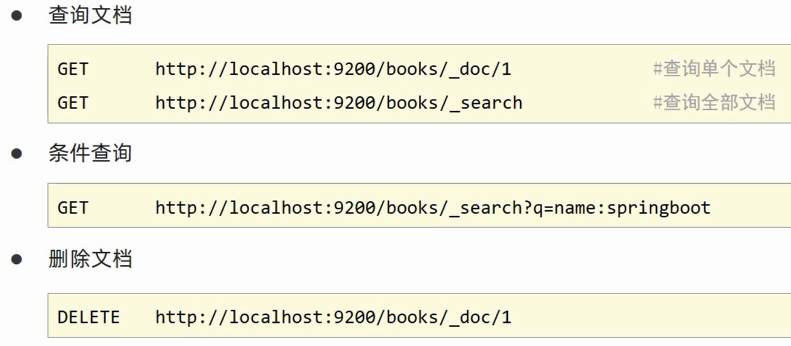 ● 查询文档
GET http://localhost:9200/books/_doc/1 #查询单个文档
GET http://localhost:9200/books/_search #查询全部文档
● 条件查询
GET http://localhost:9200/books/_search?q=name:springboot
● 删除文档
DELETE http://localhost:9200/books/_doc/1